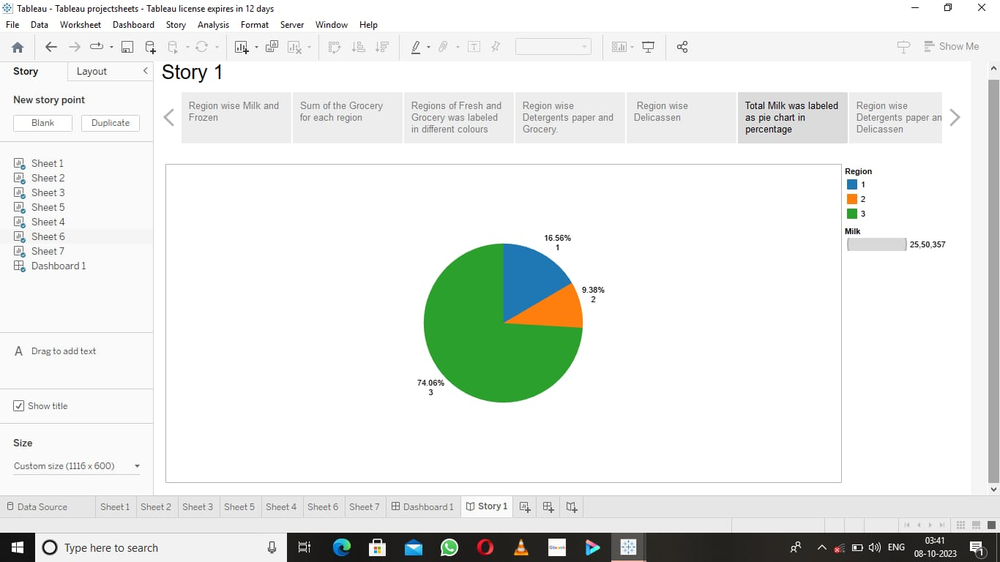 Tableau - Tableau projectsheets - Tableau license expires in 12 days
File Data Worksheet Dashboard Story Analysis Format Server Window Help
Show Me
Story Layout
New story point
Blank Duplicate
Sheet 1
Sheet 2
Sheet 3
Sheet 5
Sheet 4
Sheet 6
Sheet 7
Dashboard 1
A Drag to add text
Show title
Size
Custom size (1116 x 600)
Story 1
Region wise Milk and
Frozen
Sum of the Grocery
for each region
Regions of Fresh and
Grocery was labeled
in different colours
Region wise
Detergents paper and
Grocery.
Region wise
Delicassen
Total Milk was labeled
as pie chart in
percentage
Region wise
Detergents paper an
Delicassen
16.56%
1
9.38%
2
74.06%
3
Region
1
2
3
Milk
25,50,357
Data Source Sheet 1 Sheet 2 Sheet 3 Sheet 5 Sheet 4 Sheet 6 Sheet 7 Dashboard 1 Story 1
Type here to search
ENG
03:41
08-10-2023
1